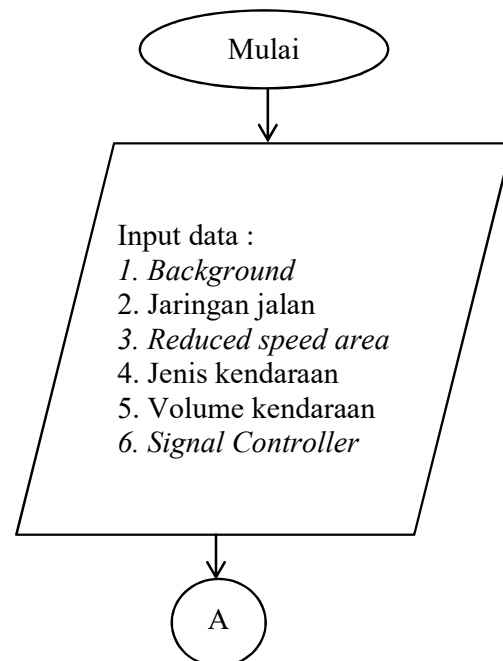 Mulai
Input data :
1. Background
2. Jaringan jalan
3. Reduced speed area
4. Jenis kendaraan
5. Volume kendaraan
6. Signal Controller
A